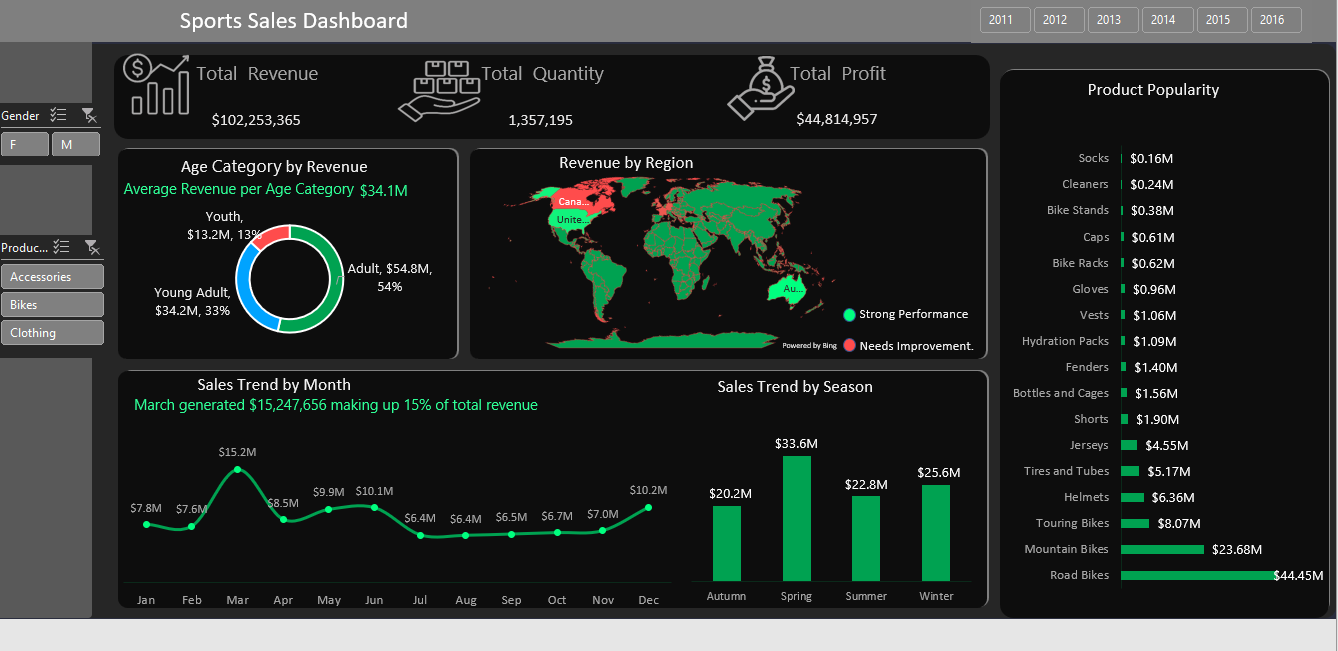 Sports Sales Dashboard
2011 2012 2013 2014 2015 2016
Gender
F M
Produc...
Accessories
Bikes
Clothing
Total Revenue
$102,253,365
Total Quantity
1,357,195
Total Profit
$44,814,957
Age Category by Revenue
Average Revenue per Age Category $34.1M
Youth,
$13.2M, 13%
Adult, $54.8M,
54%
Young Adult,
$34.2M, 33%
Revenue by Region
Cana...
Unite...
Au...
Strong Performance
Powered by Bing
Needs Improvement.
Sales Trend by Month
March generated $15,247,656 making up 15% of total revenue
$7.8M $7.6M $15.2M $8.5M $9.9M $10.1M $6.4M $6.4M $6.5M $6.7M $7.0M $10.2M
Jan Feb Mar Apr May Jun Jul Aug Sep Oct Nov Dec
Sales Trend by Season
$20.2M $33.6M $22.8M $25.6M
Autumn Spring Summer Winter
Product Popularity
Socks $0.16M
Cleaners $0.24M
Bike Stands $0.38M
Caps $0.61M
Bike Racks $0.62M
Gloves $0.96M
Vests $1.06M
Hydration Packs $1.09M
Fenders $1.40M
Bottles and Cages $1.56M
Shorts $1.90M
Jerseys $4.55M
Tires and Tubes $5.17M
Helmets $6.36M
Touring Bikes $8.07M
Mountain Bikes $23.68M
Road Bikes $44.45M